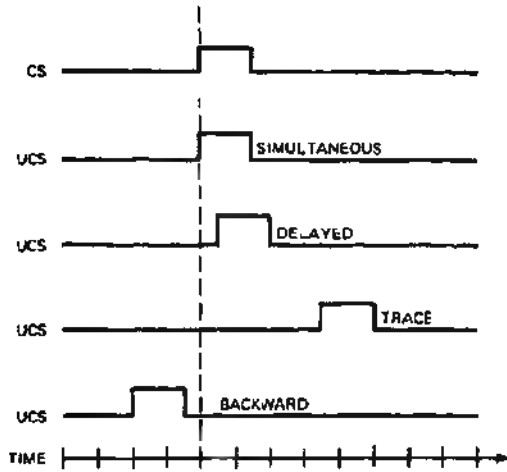 CS
UCS SIMULTANEOUS
UCS DELAYED
UCS TRACE
UCS BACKWARD
TIME